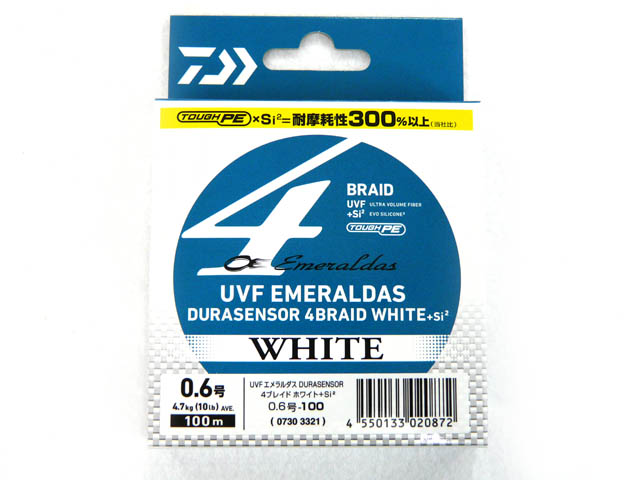 TOUGH PE×Si²=耐摩耗性300%以上(当社比)
4 BRAID
UVF ULTRA VOLUME FIBER
+Si² EVO SILICONE²
TOUGH PE
Emeraldas
UVF EMERALDAS
DURASENSOR 4BRAID WHITE+Si²
WHITE
0.6号
4.7kg (10lb) AVE.
100m
UVF エメラルダス DURASENSOR
4ブレイド ホワイト+Si²
0.6号-100
( 0730 3321 )
4 550133 020872